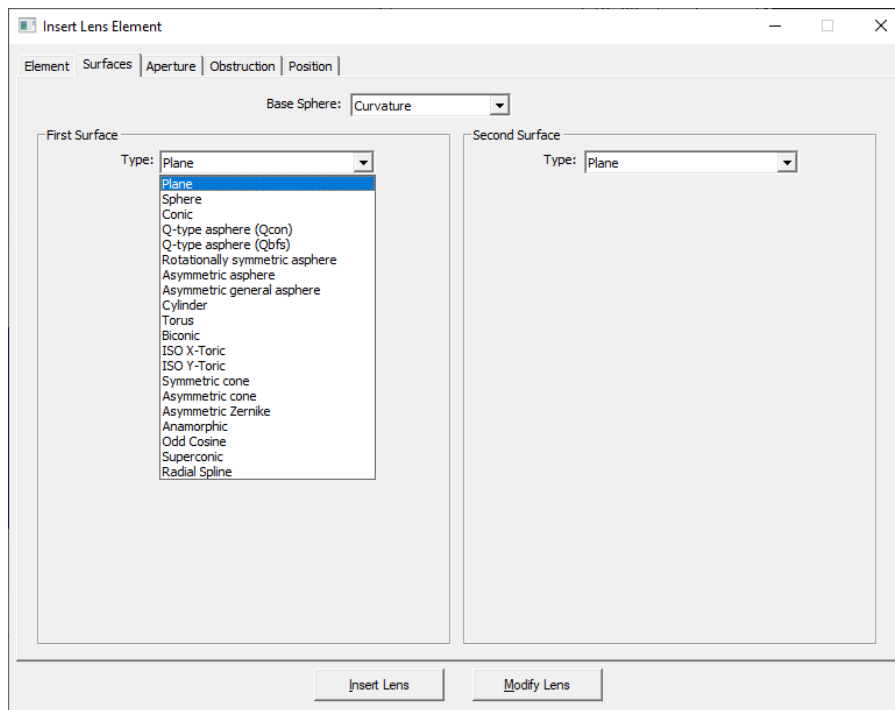 Insert Lens Element
Element Surfaces Aperture Obstruction Position
Base Sphere: Curvature
First Surface
Type: Plane
Plane
Sphere
Conic
Q-type asphere (Qcon)
Q-type asphere (Qbfs)
Rotationally symmetric asphere
Asymmetric asphere
Asymmetric general asphere
Cylinder
Torus
Biconic
ISO X-Toric
ISO Y-Toric
Symmetric cone
Asymmetric cone
Asymmetric Zernike
Anamorphic
Odd Cosine
Superconic
Radial Spline
Second Surface
Type: Plane
Insert Lens
Modify Lens